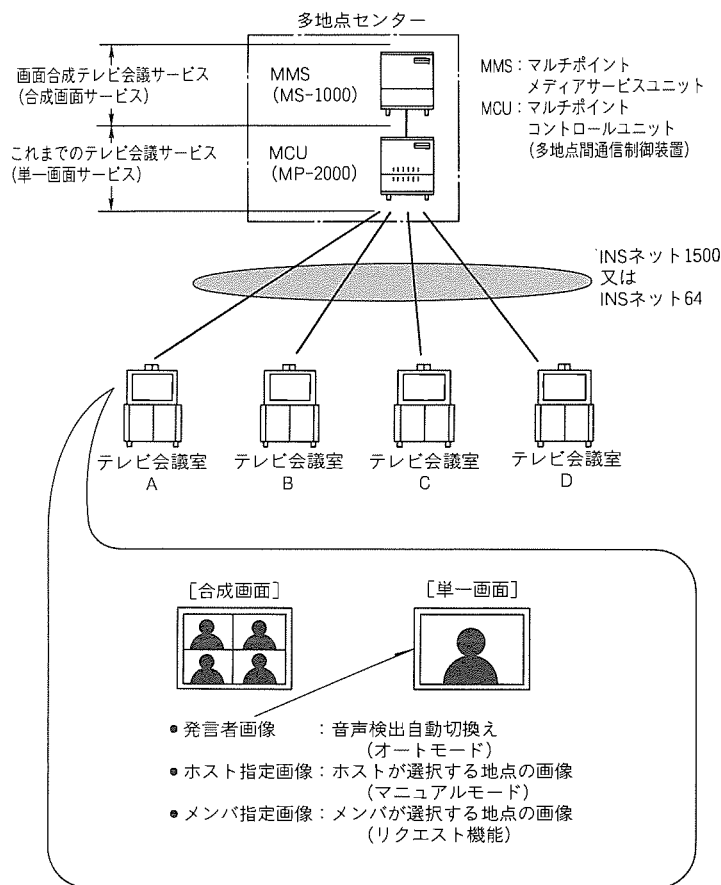 多地点センター
画面合成テレビ会議サービス
(合成画面サービス)
MMS
(MS-1000)
これまでのテレビ会議サービス
(単一画面サービス)
MCU
(MP-2000)
MMS:マルチポイント
メディアサービスユニット
MCU:マルチポイント
コントロールユニット
(多地点間通信制御装置)
INSネット1500
又は
INSネット64
テレビ会議室
A
テレビ会議室
B
テレビ会議室
C
テレビ会議室
D
[合成画面]
[単一画面]
●発言者画像 :音声検出自動切換え
(オートモード)
●ホスト指定画像:ホストが選択する地点の画像
(マニュアルモード)
●メンバ指定画像:メンバが選択する地点の画像
(リクエスト機能)